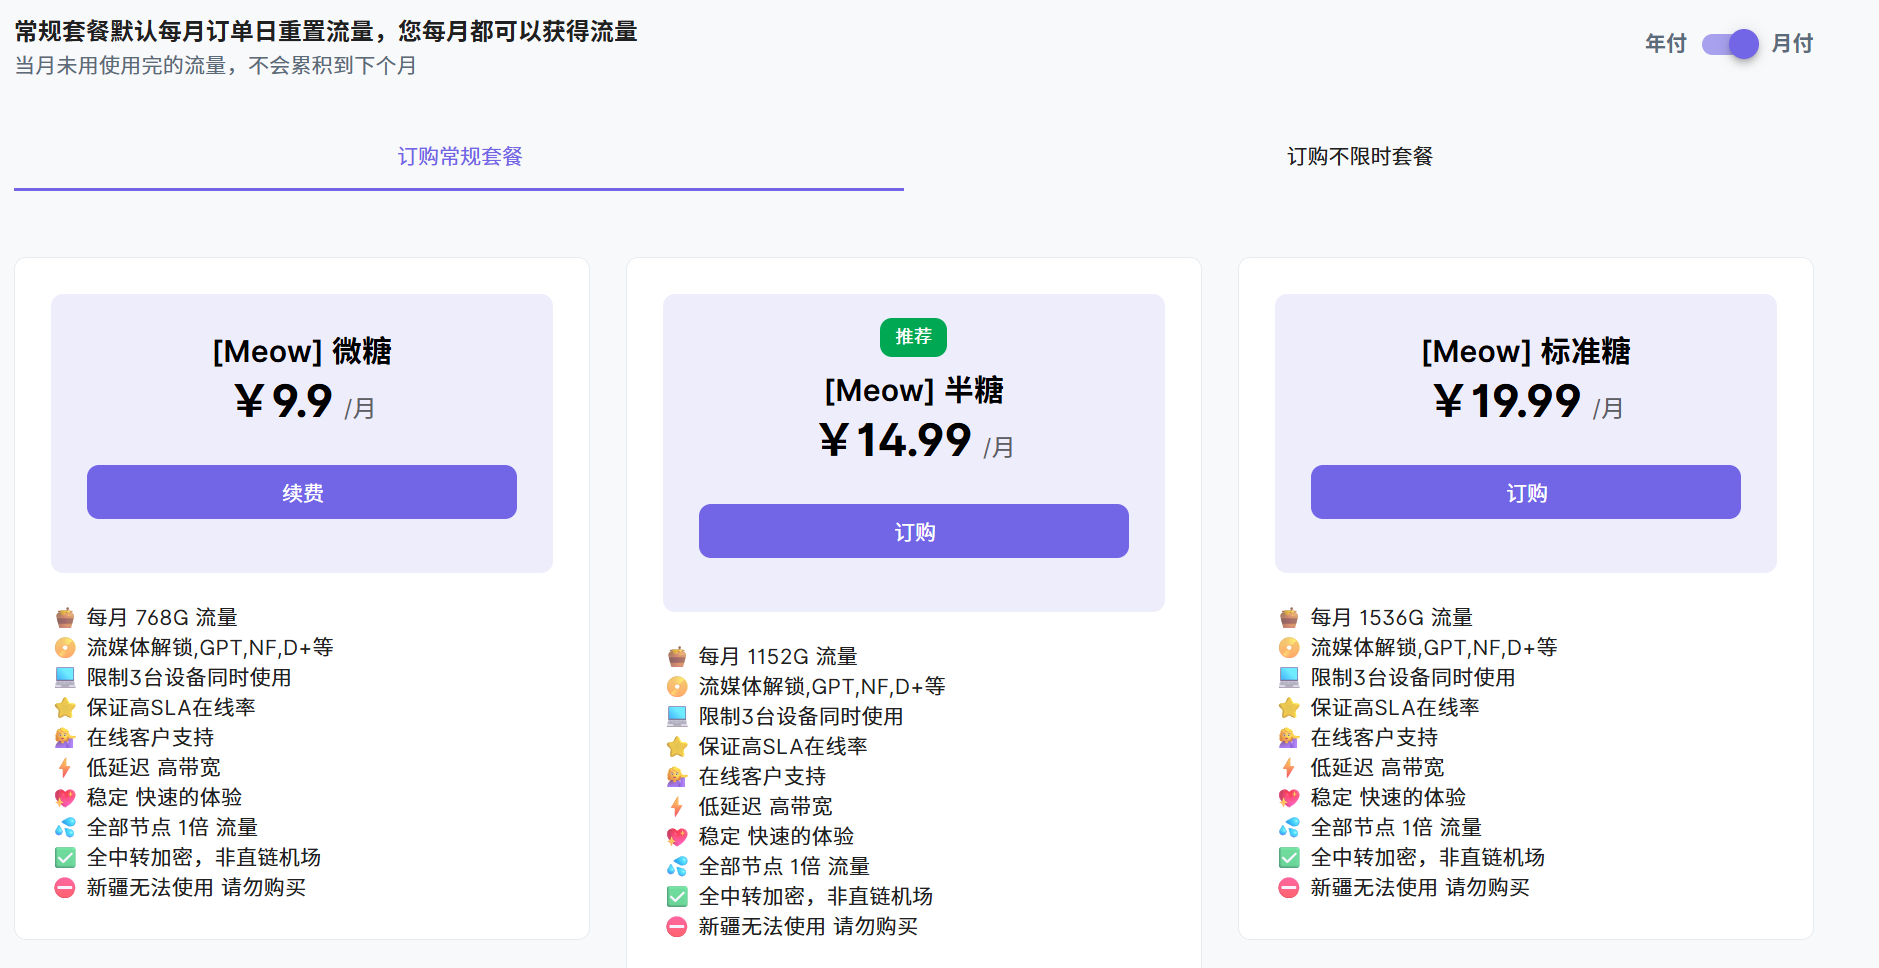 常规套餐默认每月订单日重置流量，您每月都可以获得流量
当月未用使用完的流量，不会累积到下个月
年付 月付
订购常规套餐
订购不限时套餐
[Meow] 微糖
￥9.9 /月
续费
每月 768G 流量
流媒体解锁,GPT,NF,D+等
限制3台设备同时使用
保证高SLA在线率
在线客户支持
低延迟 高带宽
稳定 快速的体验
全部节点 1倍 流量
全中转加密，非直链机场
新疆无法使用 请勿购买
推荐
[Meow] 半糖
￥14.99 /月
订购
每月 1152G 流量
流媒体解锁,GPT,NF,D+等
限制3台设备同时使用
保证高SLA在线率
在线客户支持
低延迟 高带宽
稳定 快速的体验
全部节点 1倍 流量
全中转加密，非直链机场
新疆无法使用 请勿购买
[Meow] 标准糖
￥19.99 /月
订购
每月 1536G 流量
流媒体解锁,GPT,NF,D+等
限制3台设备同时使用
保证高SLA在线率
在线客户支持
低延迟 高带宽
稳定 快速的体验
全部节点 1倍 流量
全中转加密，非直链机场
新疆无法使用 请勿购买